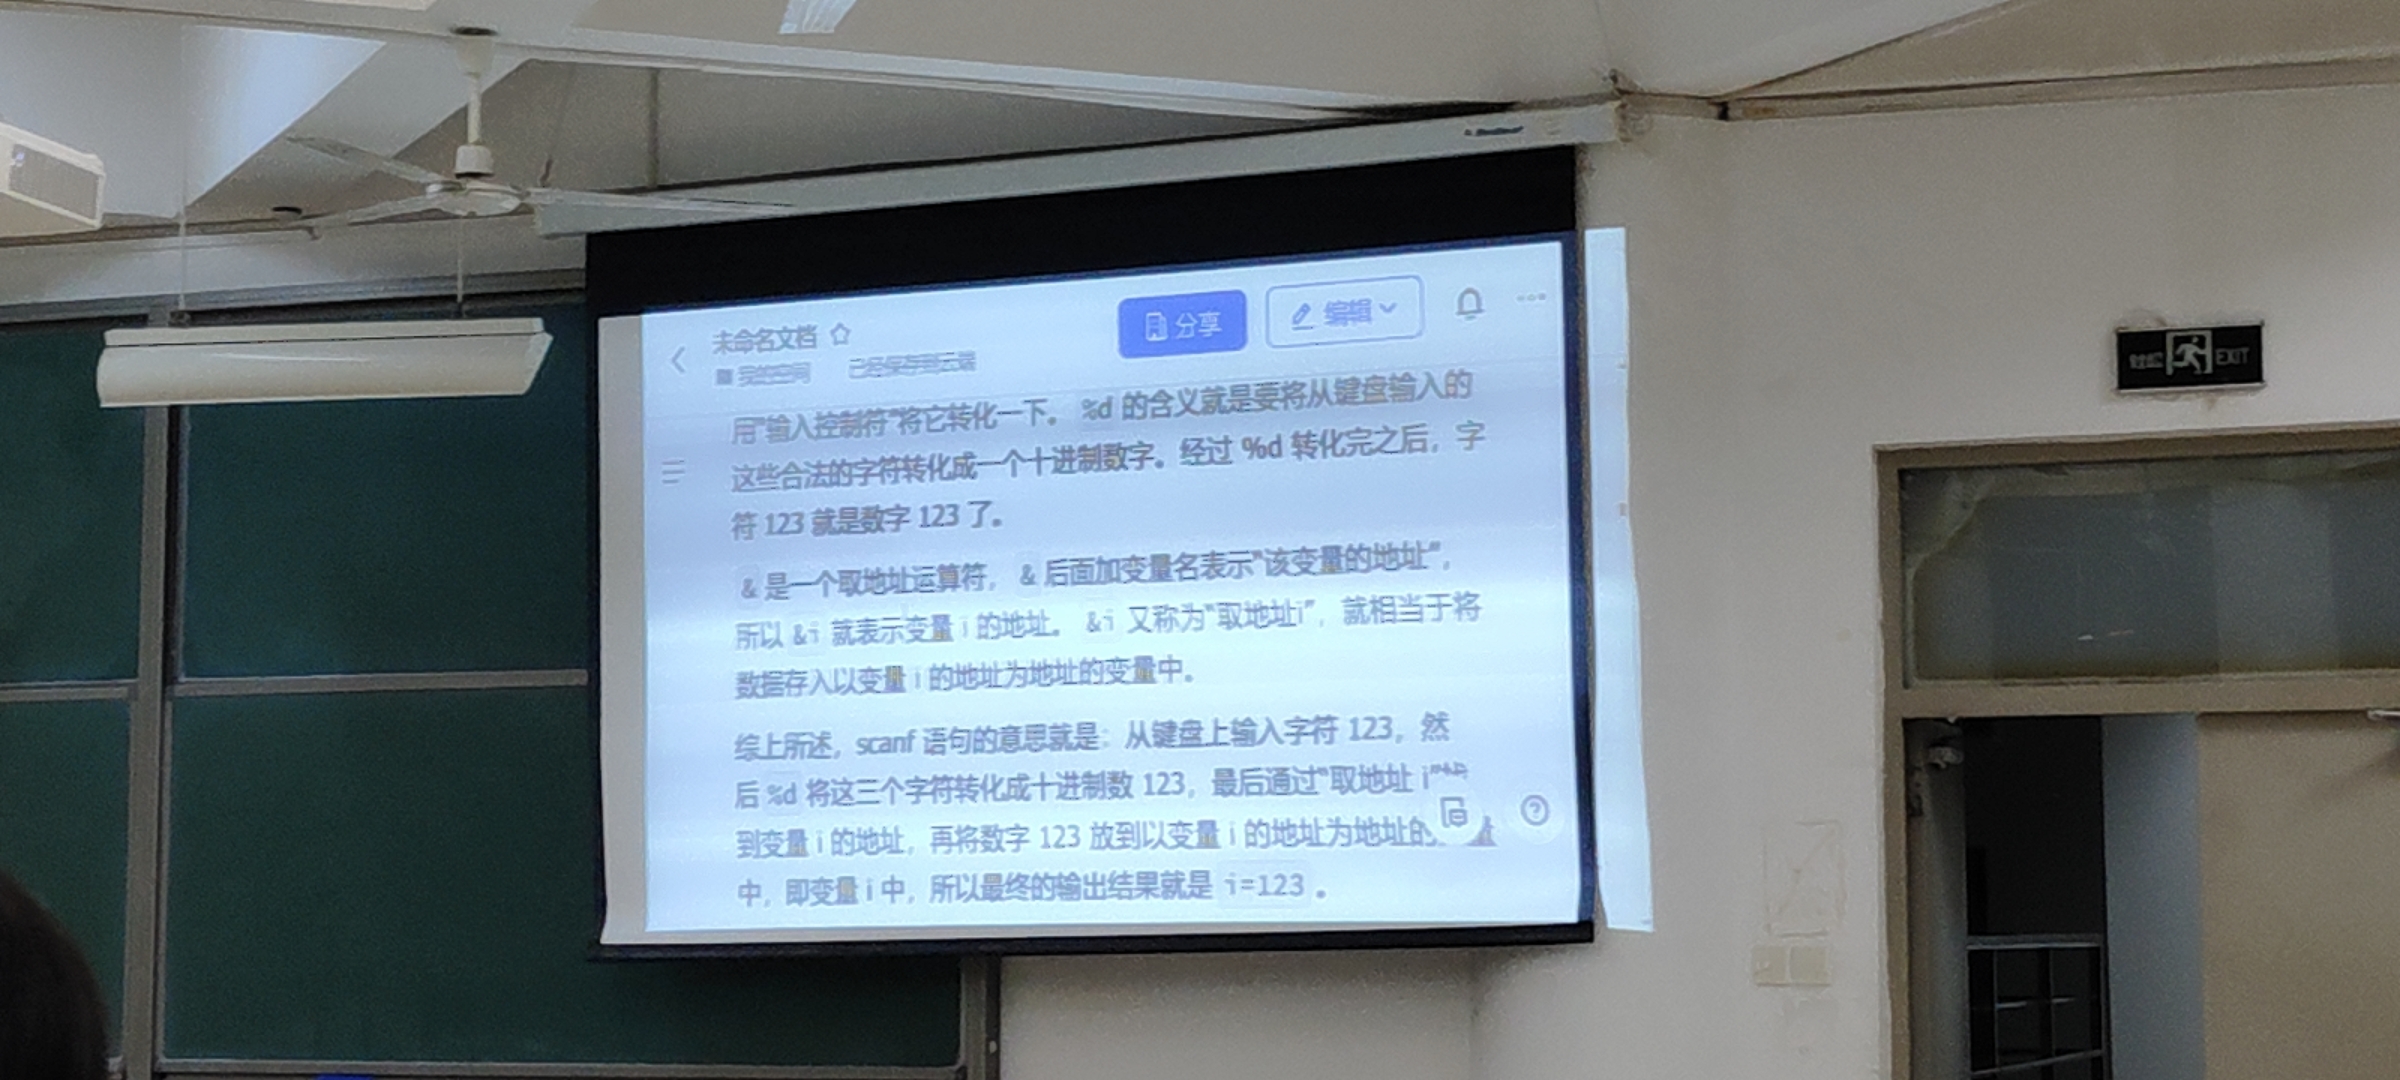 未命名文档
分享
编辑
我的空间 已经保存到云端
用"输入控制符"将它转化一下。 %d 的含义就是要将从键盘输入的
这些合法的字符转化成一个十进制数字。经过 %d 转化完之后，字
符 123 就是数字 123 了。
& 是一个取地址运算符， & 后面加变量名表示"该变量的地址"，
所以 &i 就表示变量 i 的地址。 &i 又称为"取地址i"，就相当于将
数据存入以变量 i 的地址为地址的变量中。
综上所述，scanf 语句的意思就是：从键盘上输入字符 123，然
后 %d 将这三个字符转化成十进制数 123，最后通过"取地址 i"
到变量 i 的地址，再将数字 123 放到以变量 i 的地址为地址的 量
中，即变量 i 中，所以最终的输出结果就是 i=123 。
EXIT